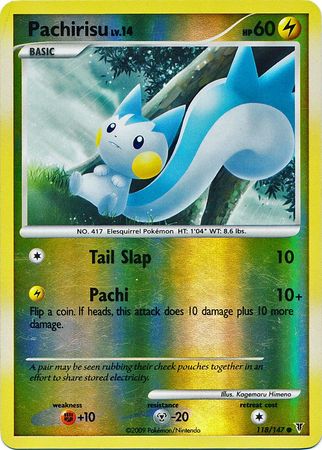 Pachirisu LV.14 HP 60
BASIC
NO. 417 Elesquirrel Pokémon HT: 1'04" WT: 8.6 lbs.
Tail Slap 10
Pachi 10+
Flip a coin. If heads, this attack does 10 damage plus 10 more
damage.
A pair may be seen rubbing their cheek pouches together in an
effort to share stored electricity.
Illus. Kagemaru Himeno
weakness resistance retreat cost
+10 -20
©2009 Pokémon/Nintendo 118/147